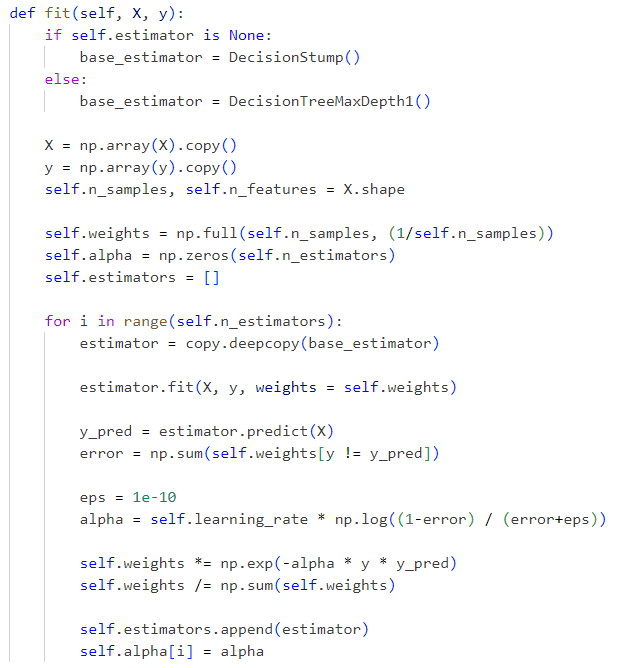 def fit(self, X, y):
    if self.estimator is None:
        base_estimator = DecisionStump()
    else:
        base_estimator = DecisionTreeMaxDepth1()

    X = np.array(X).copy()
    y = np.array(y).copy()
    self.n_samples, self.n_features = X.shape

    self.weights = np.full(self.n_samples, (1/self.n_samples))
    self.alpha = np.zeros(self.n_estimators)
    self.estimators = []

    for i in range(self.n_estimators):
        estimator = copy.deepcopy(base_estimator)

        estimator.fit(X, y, weights = self.weights)

        y_pred = estimator.predict(X)
        error = np.sum(self.weights[y != y_pred])

        eps = 1e-10
        alpha = self.learning_rate * np.log((1-error) / (error+eps))

        self.weights *= np.exp(-alpha * y * y_pred)
        self.weights /= np.sum(self.weights)

        self.estimators.append(estimator)
        self.alpha[i] = alpha